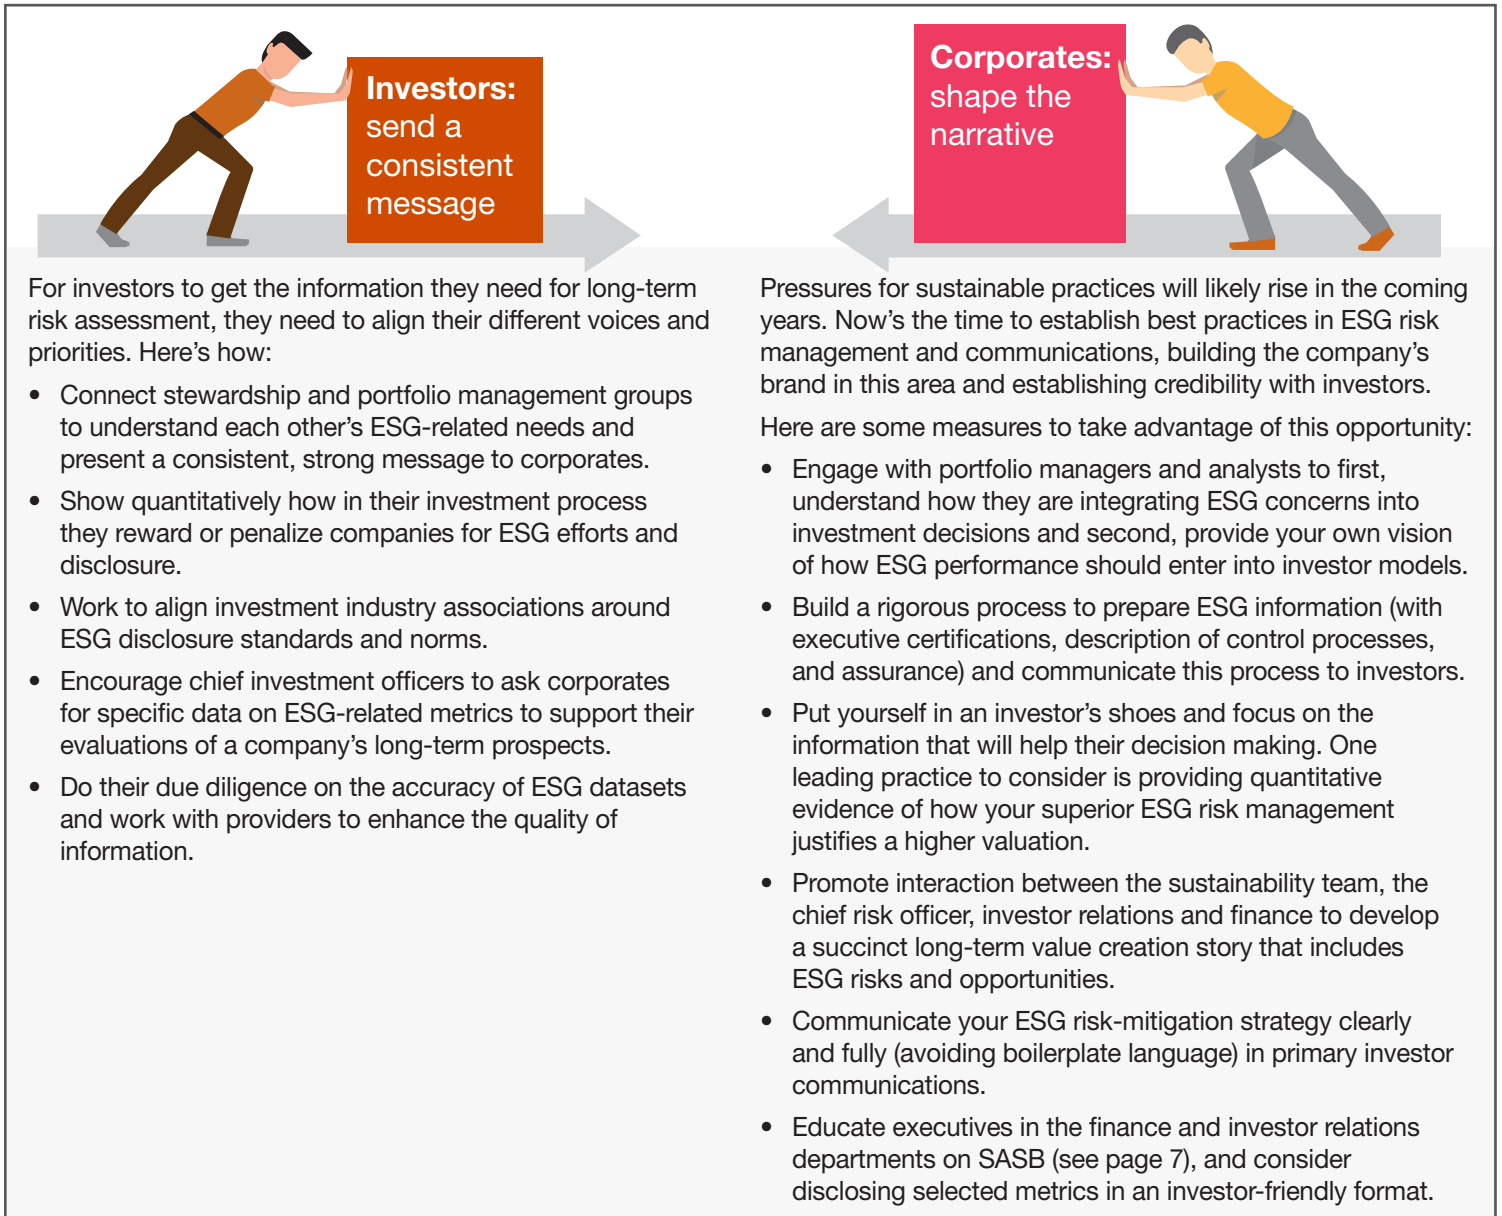 Investors:
send a
consistent
message
For investors to get the information they need for long-term
risk assessment, they need to align their different voices and
priorities. Here’s how:
• Connect stewardship and portfolio management groups
to understand each other’s ESG-related needs and
present a consistent, strong message to corporates.
• Show quantitatively how in their investment process
they reward or penalize companies for ESG efforts and
disclosure.
• Work to align investment industry associations around
ESG disclosure standards and norms.
• Encourage chief investment officers to ask corporates
for specific data on ESG-related metrics to support their
evaluations of a company’s long-term prospects.
• Do their due diligence on the accuracy of ESG datasets
and work with providers to enhance the quality of
information.
Corporates:
shape the
narrative
Pressures for sustainable practices will likely rise in the coming
years. Now’s the time to establish best practices in ESG risk
management and communications, building the company’s
brand in this area and establishing credibility with investors.
Here are some measures to take advantage of this opportunity:
• Engage with portfolio managers and analysts to first,
understand how they are integrating ESG concerns into
investment decisions and second, provide your own vision
of how ESG performance should enter into investor models.
• Build a rigorous process to prepare ESG information (with
executive certifications, description of control processes,
and assurance) and communicate this process to investors.
• Put yourself in an investor’s shoes and focus on the
information that will help their decision making. One
leading practice to consider is providing quantitative
evidence of how your superior ESG risk management
justifies a higher valuation.
• Promote interaction between the sustainability team, the
chief risk officer, investor relations and finance to develop
a succinct long-term value creation story that includes
ESG risks and opportunities.
• Communicate your ESG risk-mitigation strategy clearly
and fully (avoiding boilerplate language) in primary investor
communications.
• Educate executives in the finance and investor relations
departments on SASB (see page 7), and consider
disclosing selected metrics in an investor-friendly format.